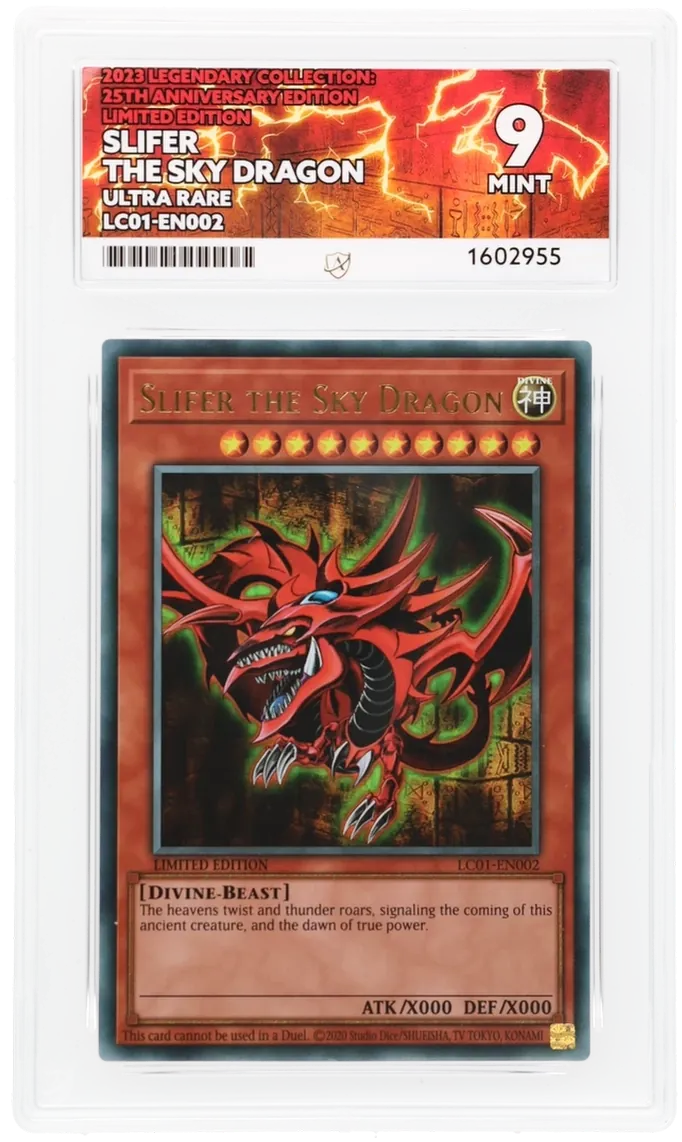 2023 LEGENDARY COLLECTION:
25TH ANNIVERSARY EDITION
LIMITED EDITION
SLIFER
THE SKY DRAGON
ULTRA RARE
LC01-EN002
9
MINT
1602955
SLIFER THE SKY DRAGON
DIVINE
神
LIMITED EDITION
LC01-EN002
[DIVINE-BEAST]
The heavens twist and thunder roars, signaling the coming of this
ancient creature, and the dawn of true power.
ATK/X000 DEF/X000
This card cannot be used in a Duel. ©2020 Studio Dice/SHUEISHA, TV TOKYO, KONAMI